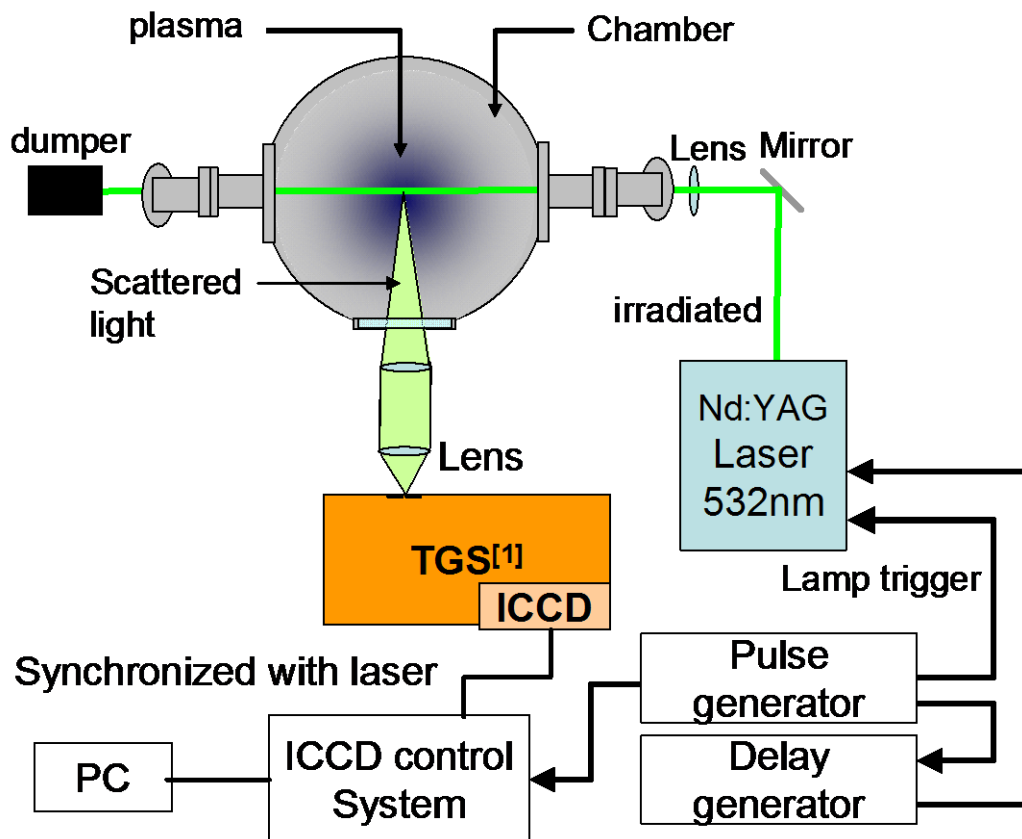 plasma
Chamber
dumper
Lens
Mirror
Scattered
light
irradiated
Nd:YAG
Laser
532nm
Lens
TGS[1]
ICCD
Lamp trigger
Synchronized with laser
Pulse
generator
PC
ICCD control
System
Delay
generator